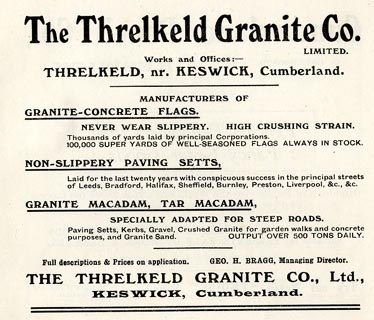 The Threlkeld Granite Co.
LIMITED.
Works and Offices:—
THRELKELD, nr. KESWICK, Cumberland.
MANUFACTURERS OF
GRANITE-CONCRETE FLAGS.
NEVER WEAR SLIPPERY. HIGH CRUSHING STRAIN.
Thousands of yards laid by principal Corporations.
100,000 SUPER YARDS OF WELL-SEASONED FLAGS ALWAYS IN STOCK.
NON-SLIPPERY PAVING SETTS,
Laid for the last twenty years with conspicuous success in the principal streets
of Leeds, Bradford, Halifax, Sheffield, Burnley, Preston, Liverpool, &c., &c.
GRANITE MACADAM, TAR MACADAM,
SPECIALLY ADAPTED FOR STEEP ROADS.
Paving Setts, Kerbs, Gravel, Crushed Granite for garden walks and concrete
purposes, and Granite Sand. OUTPUT OVER 500 TONS DAILY.
Full descriptions & Prices on application. GEO. H. BRAGG, Managing Director.
THE THRELKELD GRANITE CO., Ltd.,
KESWICK, Cumberland.